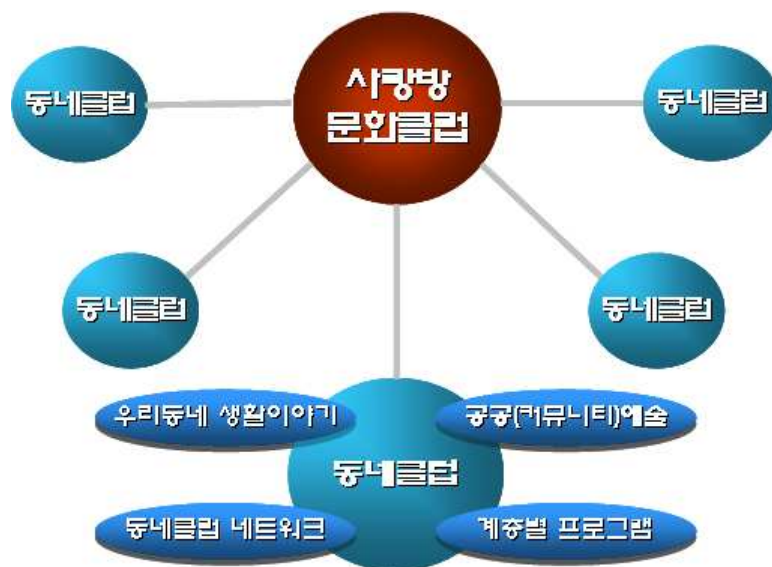 사랑방
문화클럽
동네클럽
동네클럽
동네클럽
동네클럽
우리동네 생활이야기
공공(커뮤니티)예술
동네클럽
동네클럽 네트워크
계층별 프로그램